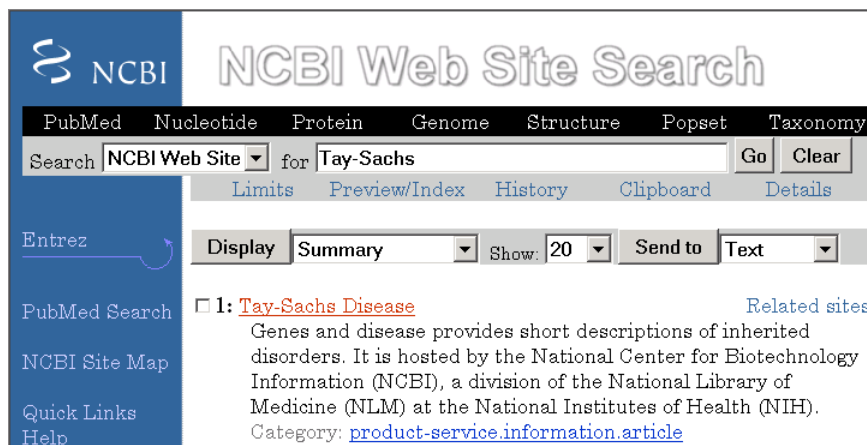 NCBI
NCBI Web Site Search
PubMed Nucleotide Protein Genome Structure Popset Taxonomy
Search NCBI Web Site for Tay-Sachs Go Clear
Limits Preview/Index History Clipboard Details
Entrez
Display Summary Show: 20 Send to Text
PubMed Search
1: Tay-Sachs Disease Related sites
Genes and disease provides short descriptions of inherited
disorders. It is hosted by the National Center for Biotechnology
NCBI Site Map
Information (NCBI), a division of the National Library of
Medicine (NLM) at the National Institutes of Health (NIH).
Quick Links
Help
Category: product-service.information.article